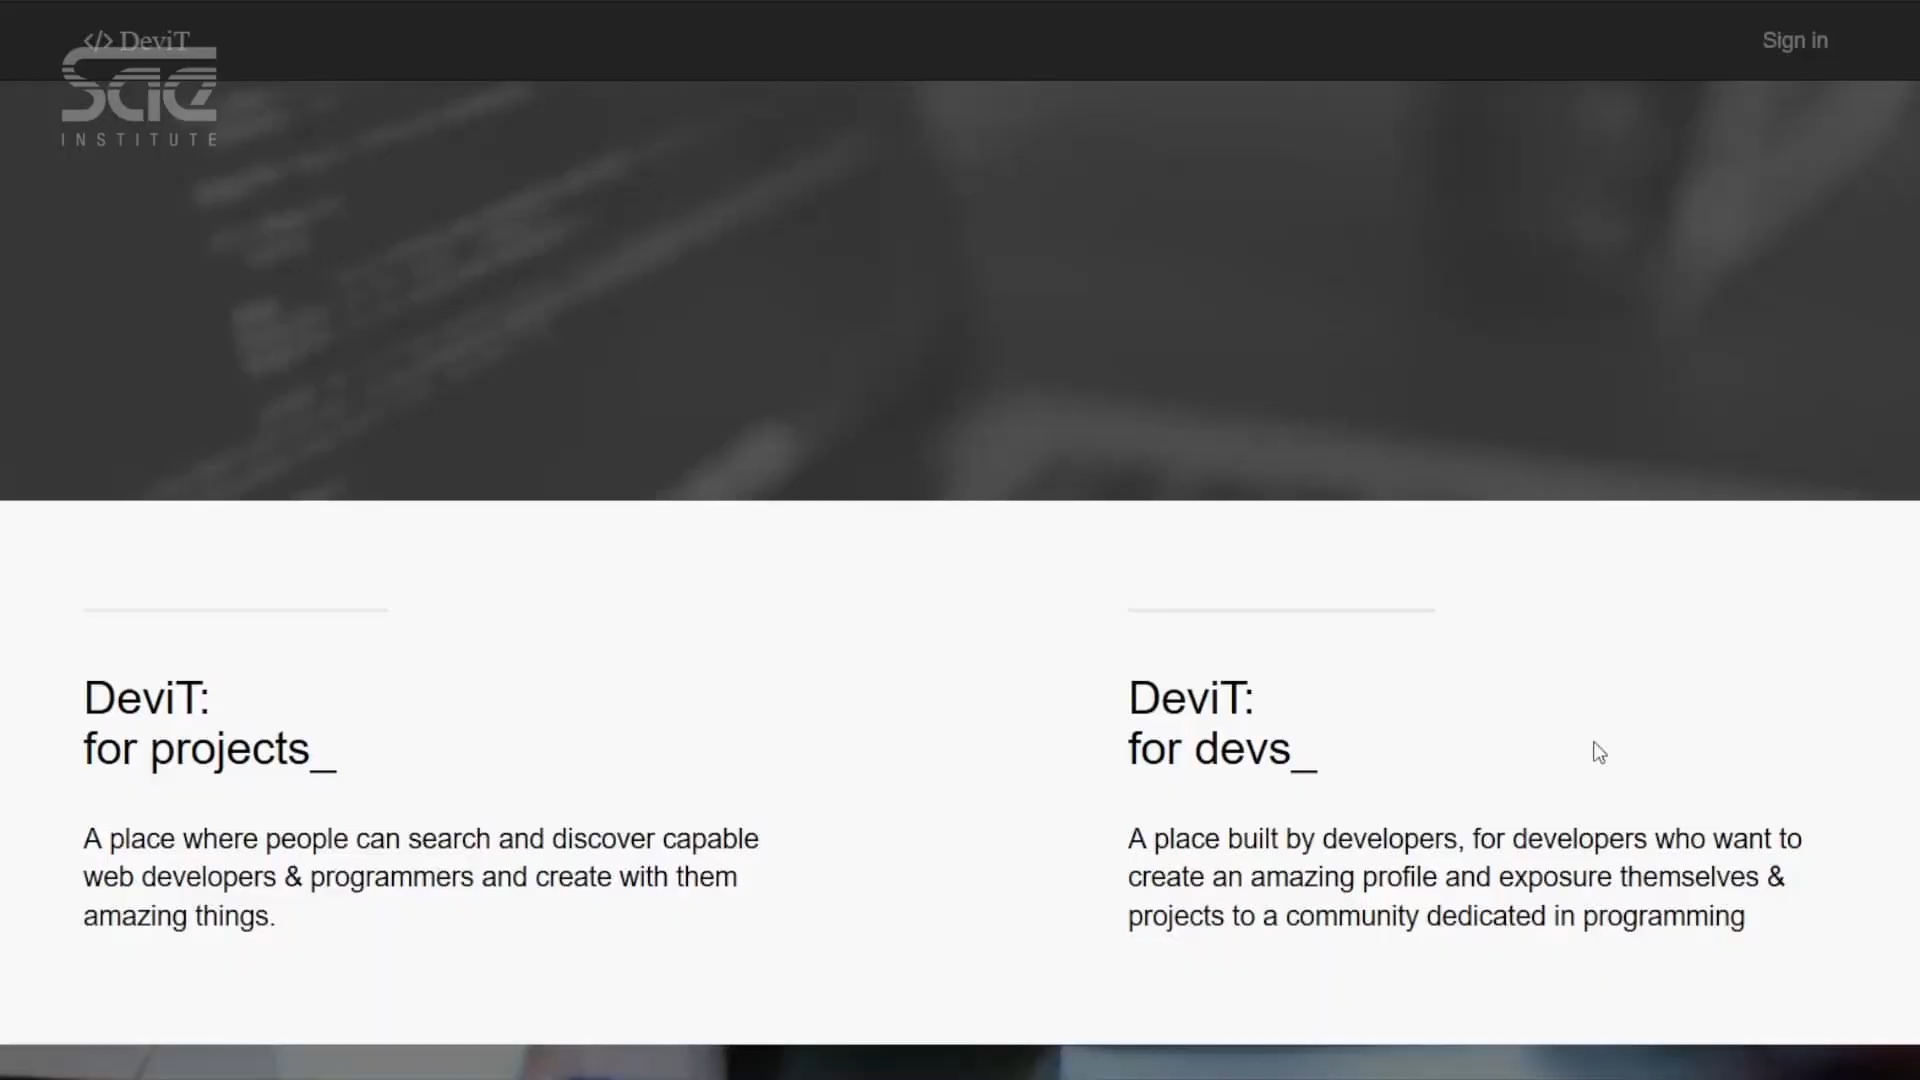 </> DeviT
Sign in
SAE
INSTITUTE
DeviT:
for projects_
A place where people can search and discover capable
web developers & programmers and create with them
amazing things.
DeviT:
for devs_
A place built by developers, for developers who want to
create an amazing profile and exposure themselves &
projects to a community dedicated in programming